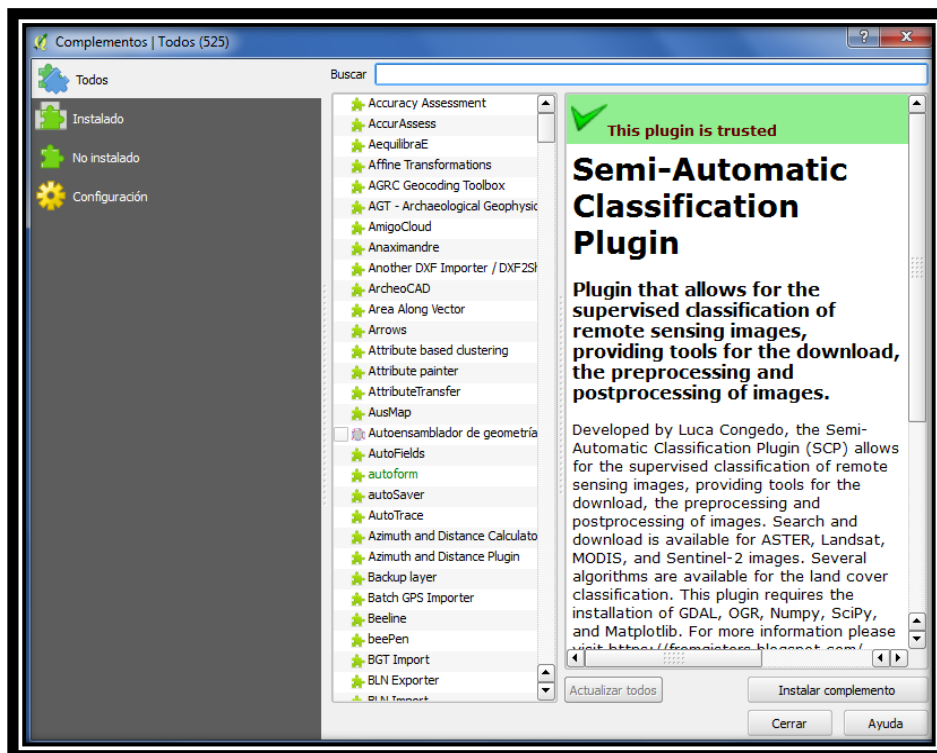 Complementos | Todos (525)
Todos
Instalado
No instalado
Configuración
Buscar
Accuracy Assessment
AccurAssess
AequilibraE
Affine Transformations
AGRC Geocoding Toolbox
AGT - Archaeological Geophysic
AmigoCloud
Anaximandre
Another DXF Importer / DXF2Sh
ArcheoCAD
Area Along Vector
Arrows
Attribute based clustering
Attribute painter
AttributeTransfer
AusMap
Autoensamblador de geometría
AutoFields
autoform
autoSaver
AutoTrace
Azimuth and Distance Calculato
Azimuth and Distance Plugin
Backup layer
Batch GPS Importer
Beeline
beePen
BGT Import
BLN Exporter
BLN Import
This plugin is trusted
Semi-Automatic
Classification
Plugin
Plugin that allows for the
supervised classification of
remote sensing images,
providing tools for the download,
the preprocessing and
postprocessing of images.
Developed by Luca Congedo, the Semi-
Automatic Classification Plugin (SCP) allows
for the supervised classification of remote
sensing images, providing tools for the
download, the preprocessing and
postprocessing of images. Search and
download is available for ASTER, Landsat,
MODIS, and Sentinel-2 images. Several
algorithms are available for the land cover
classification. This plugin requires the
installation of GDAL, OGR, Numpy, SciPy,
and Matplotlib. For more information please
visit https://fromgistors.blogspot.com/
Actualizar todos
Instalar complemento
Cerrar
Ayuda